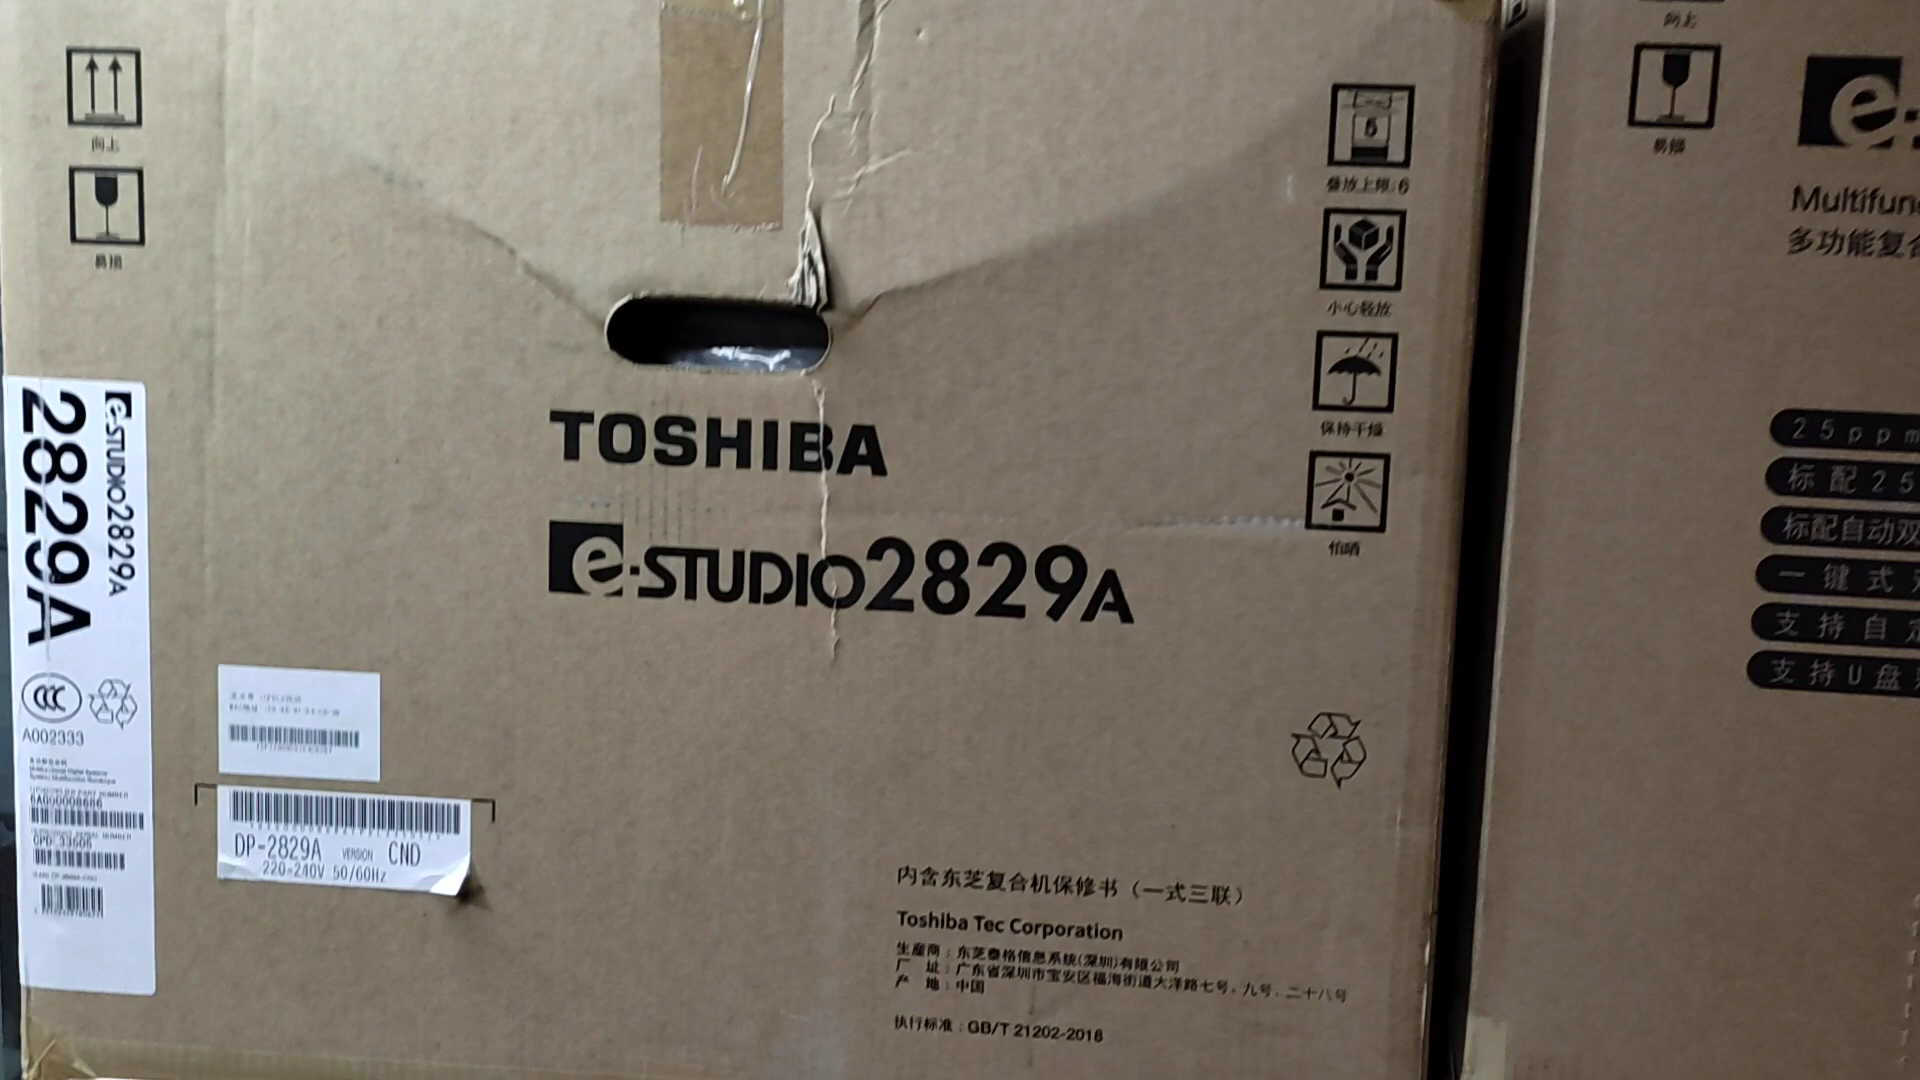 向上
易损
叠放上限:6
小心轻放
保持干燥
怕晒
TOSHIBA
e-STUDIO2829A
e-STUDIO2829A
2829A
A002333
6AG00008686
DP-2829A VERSION CND
220-240V 50/60Hz
内含东芝复合机保修书（一式三联）
Toshiba Tec Corporation
生産商：东芝泰格信息系统(深圳)有限公司
厂 址：广东省深圳市宝安区福海街道大洋路七号、九号、二十八号
产 地：中国
执行标准：GB/T 21202-2018
向上
易损
e-
Multifun
多功能复合
25ppm
标配25
标配自动双
一键式
支持自定
支持U盘